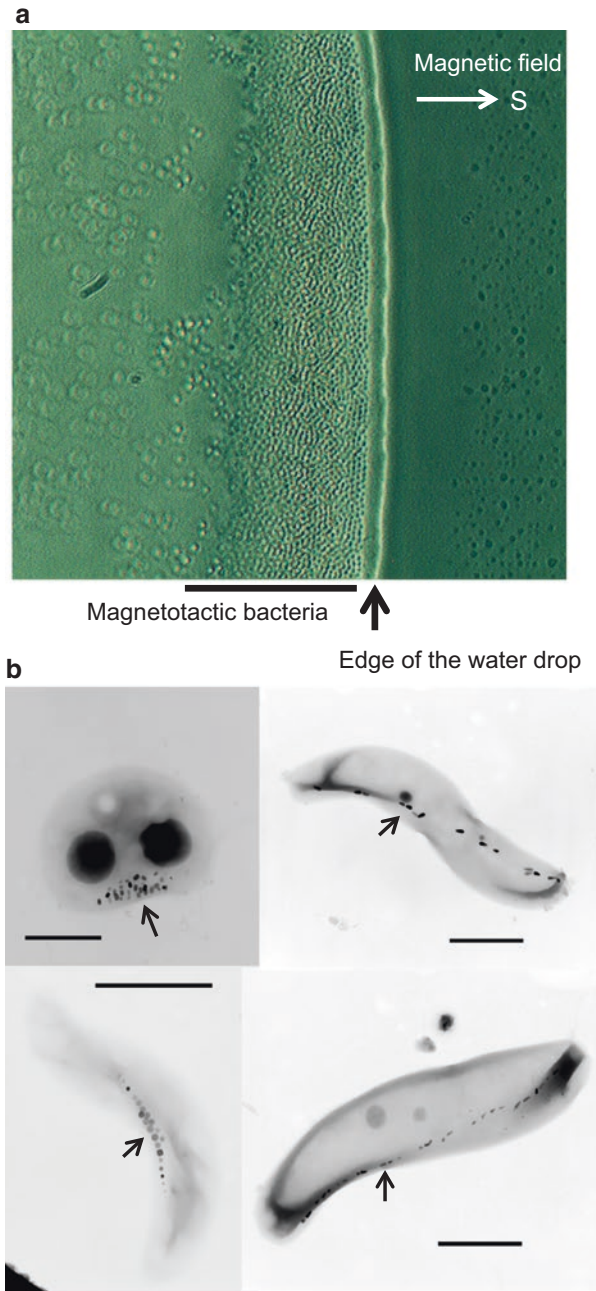 a
Magnetic field
S
Magnetotactic bacteria
Edge of the water drop
b